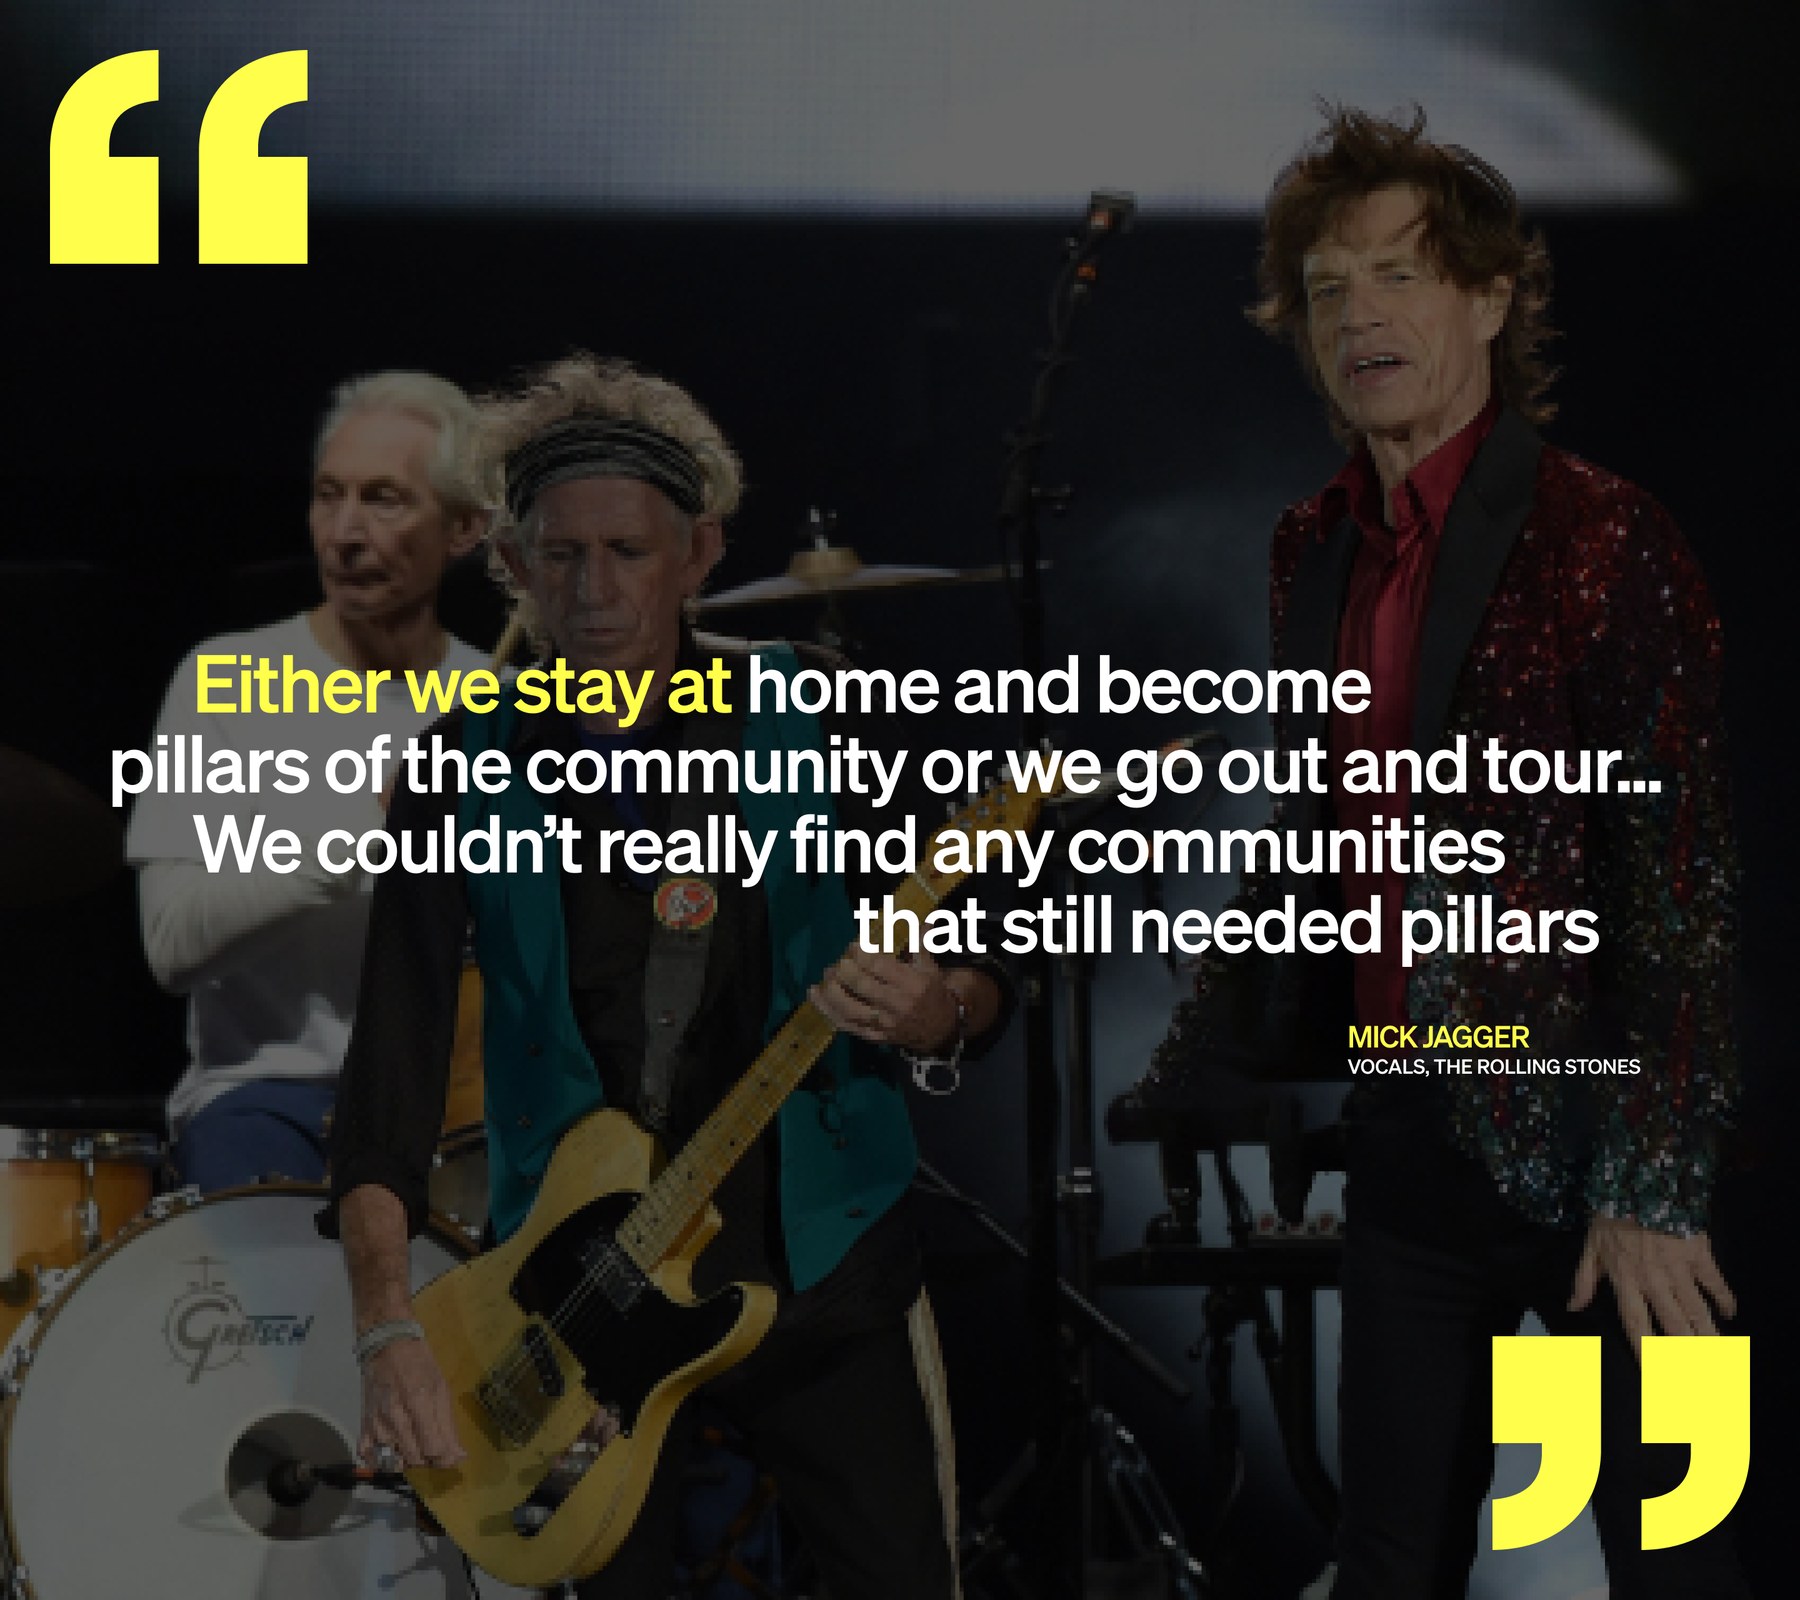 “
Either we stay at home and become
pillars of the community or we go out and tour...
We couldn’t really find any communities
that still needed pillars
MICK JAGGER
VOCALS, THE ROLLING STONES
GRETSCH
”